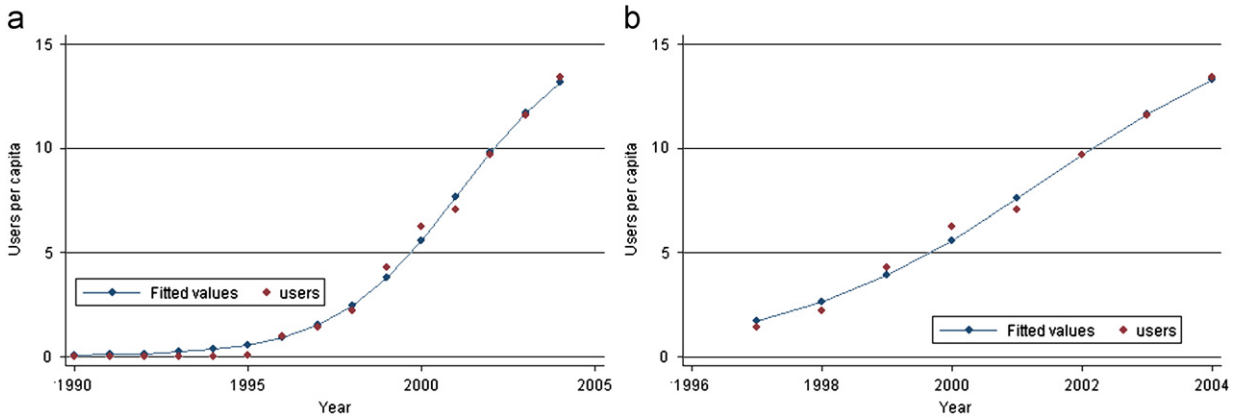 a
15
10
5
0
Users per capita
Fitted values users
1990 1995 2000 2005
Year
b
15
10
5
0
Users per capita
Fitted values users
1996 1998 2000 2002 2004
Year